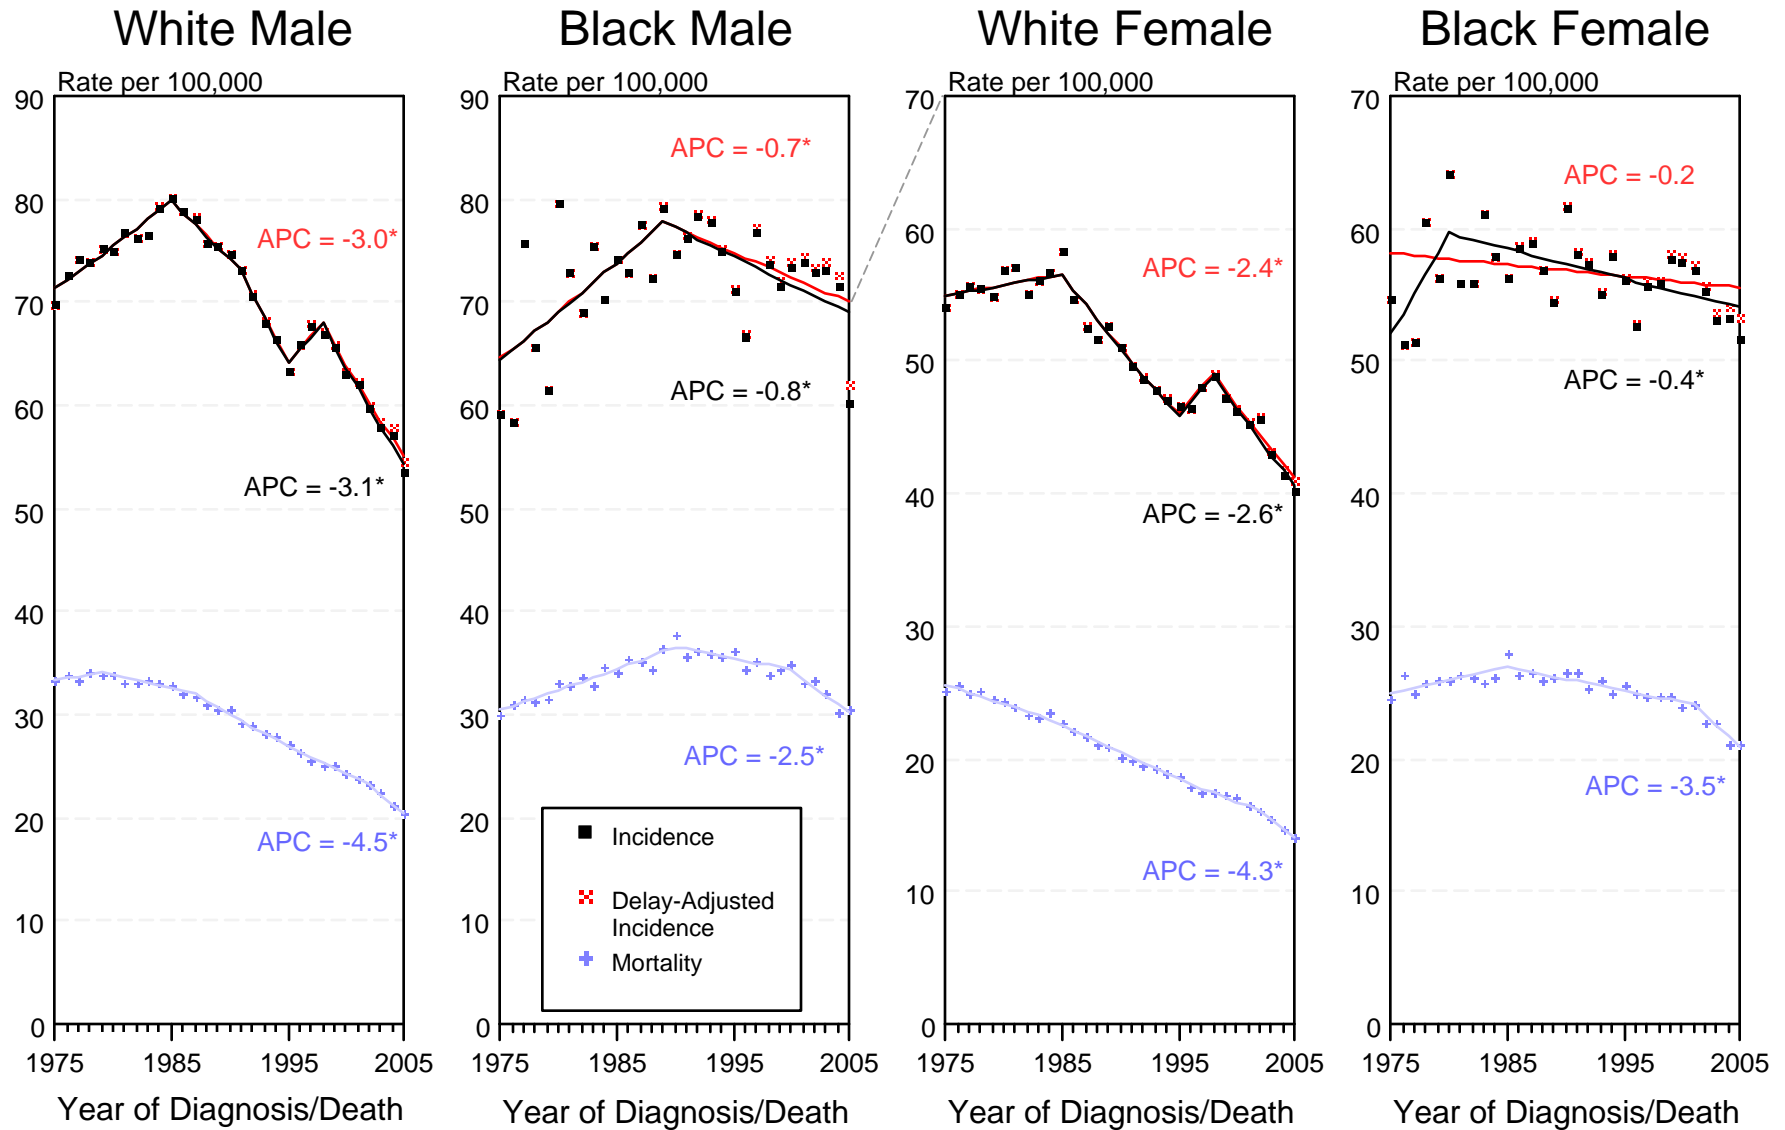 White Male
Black Male
White Female
Black Female
Rate per 100,000
Rate per 100,000
Rate per 100,000
Rate per 100,000
90
80
70
60
50
40
30
20
10
0
APC = -3.0*
APC = -3.1*
APC = -4.5*
1975
1985
1995
2005
Year of Diagnosis/Death
90
80
70
60
50
40
30
20
10
0
APC = -0.7*
APC = -0.8*
APC = -2.5*
Incidence
Delay-Adjusted
Incidence
Mortality
1975
1985
1995
2005
Year of Diagnosis/Death
70
60
50
40
30
20
10
0
APC = -2.4*
APC = -2.6*
APC = -4.3*
1975
1985
1995
2005
Year of Diagnosis/Death
70
60
50
40
30
20
10
0
APC = -0.2
APC = -0.4*
APC = -3.5*
1975
1985
1995
2005
Year of Diagnosis/Death